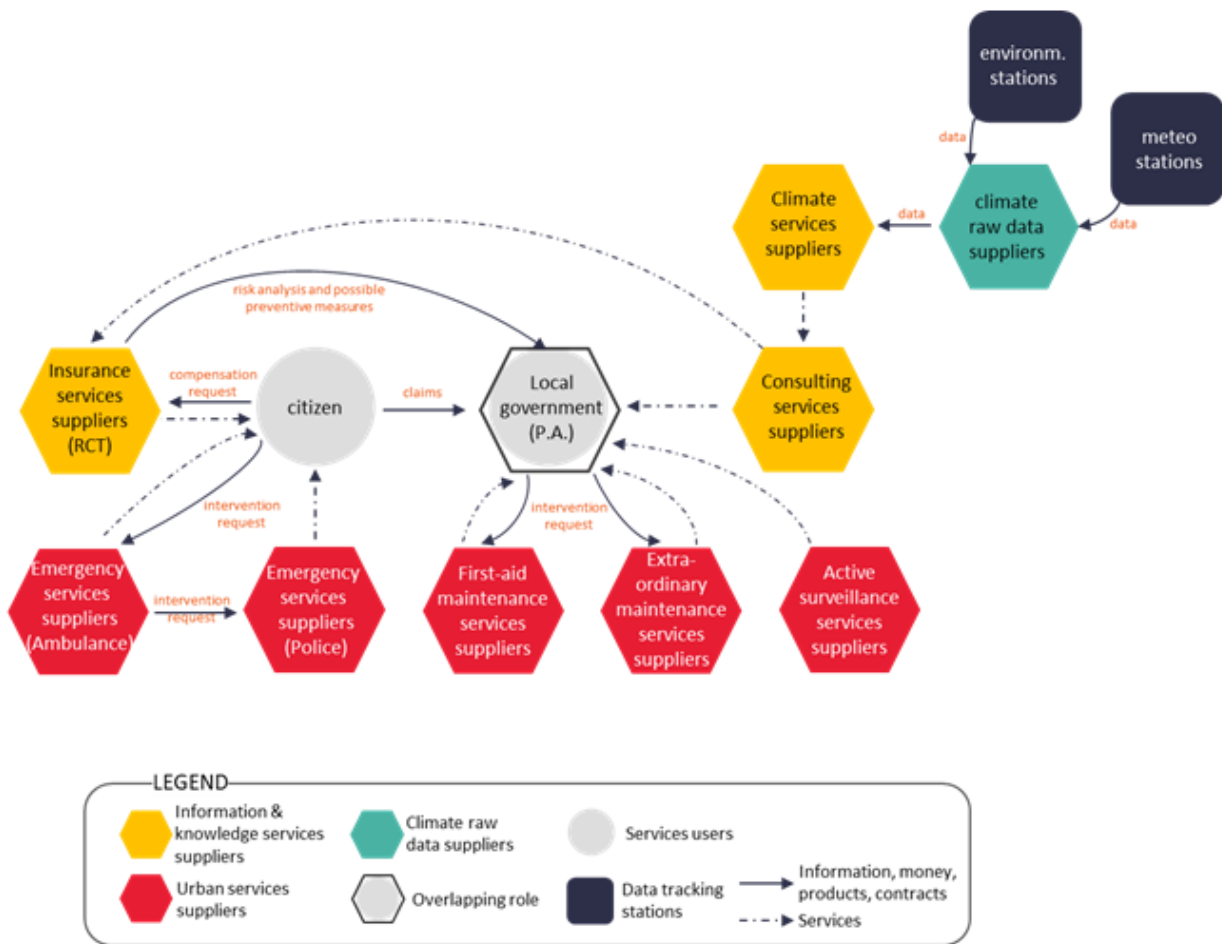 environm.
stations
meteo
stations
data
data
Climate
services
suppliers
data
climate
raw data
suppliers
risk analysis and possible
preventive measures
Insurance
services
suppliers
(RCT)
compensation
request
citizen
claims
Local
government
(P.A.)
Consulting
services
suppliers
intervention
request
intervention
request
Emergency
services
suppliers
(Ambulance)
intervention
request
Emergency
services
suppliers
(Police)
First-aid
maintenance
services
suppliers
Extra-
ordinary
maintenance
services
suppliers
Active
surveillance
services
suppliers
LEGEND
Information &
knowledge services
suppliers
Climate raw
data suppliers
Services users
Urban services
suppliers
Overlapping role
Data tracking
stations
Information, money,
products, contracts
Services